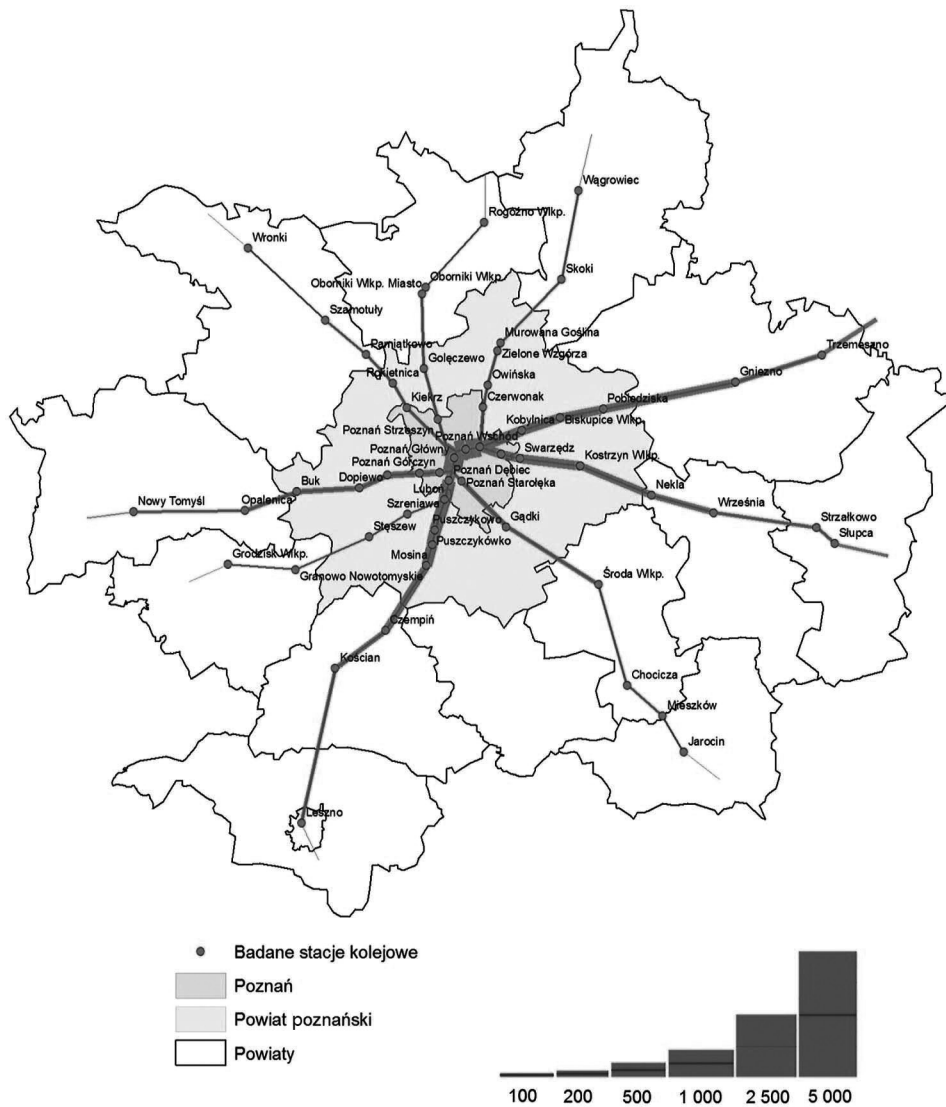 Wągrowiec
Rogoźno Wlkp.
Wronki
Skoki
Oborniki Wlkp.
Oborniki Wlkp. Miasto
Szamotuły
Murowana Goślina
Pamiątkowo
Zielone Wzgórza
Trzemeszno
Golęczewo
Rokietnica
Owińska
Gniezno
Kiekrz
Czerwonak
Pobiedziska
Kobylnica
Biskupice Wlkp.
Poznań Strzeszyn
Poznań Wschód
Poznań Główny
Swarzędz
Kostrzyn Wlkp.
Poznań Górczyn
Poznań Dębiec
Buk
Dopiewo
Luboń
Poznań Starołęka
Nekla
Nowy Tomyśl
Opalenica
Szreniawa
Września
Stęszew
Puszczykowo
Gądki
Strzałkowo
Puszczykówko
Słupca
Grodzisk Wlkp.
Mosina
Granowo Nowotomyskie
Środa Wlkp.
Czempiń
Kościan
Chocicza
Mieszków
Jarocin
Leszno
Badane stacje kolejowe
Poznań
Powiat poznański
Powiaty
100 200 500 1 000 2 500 5 000